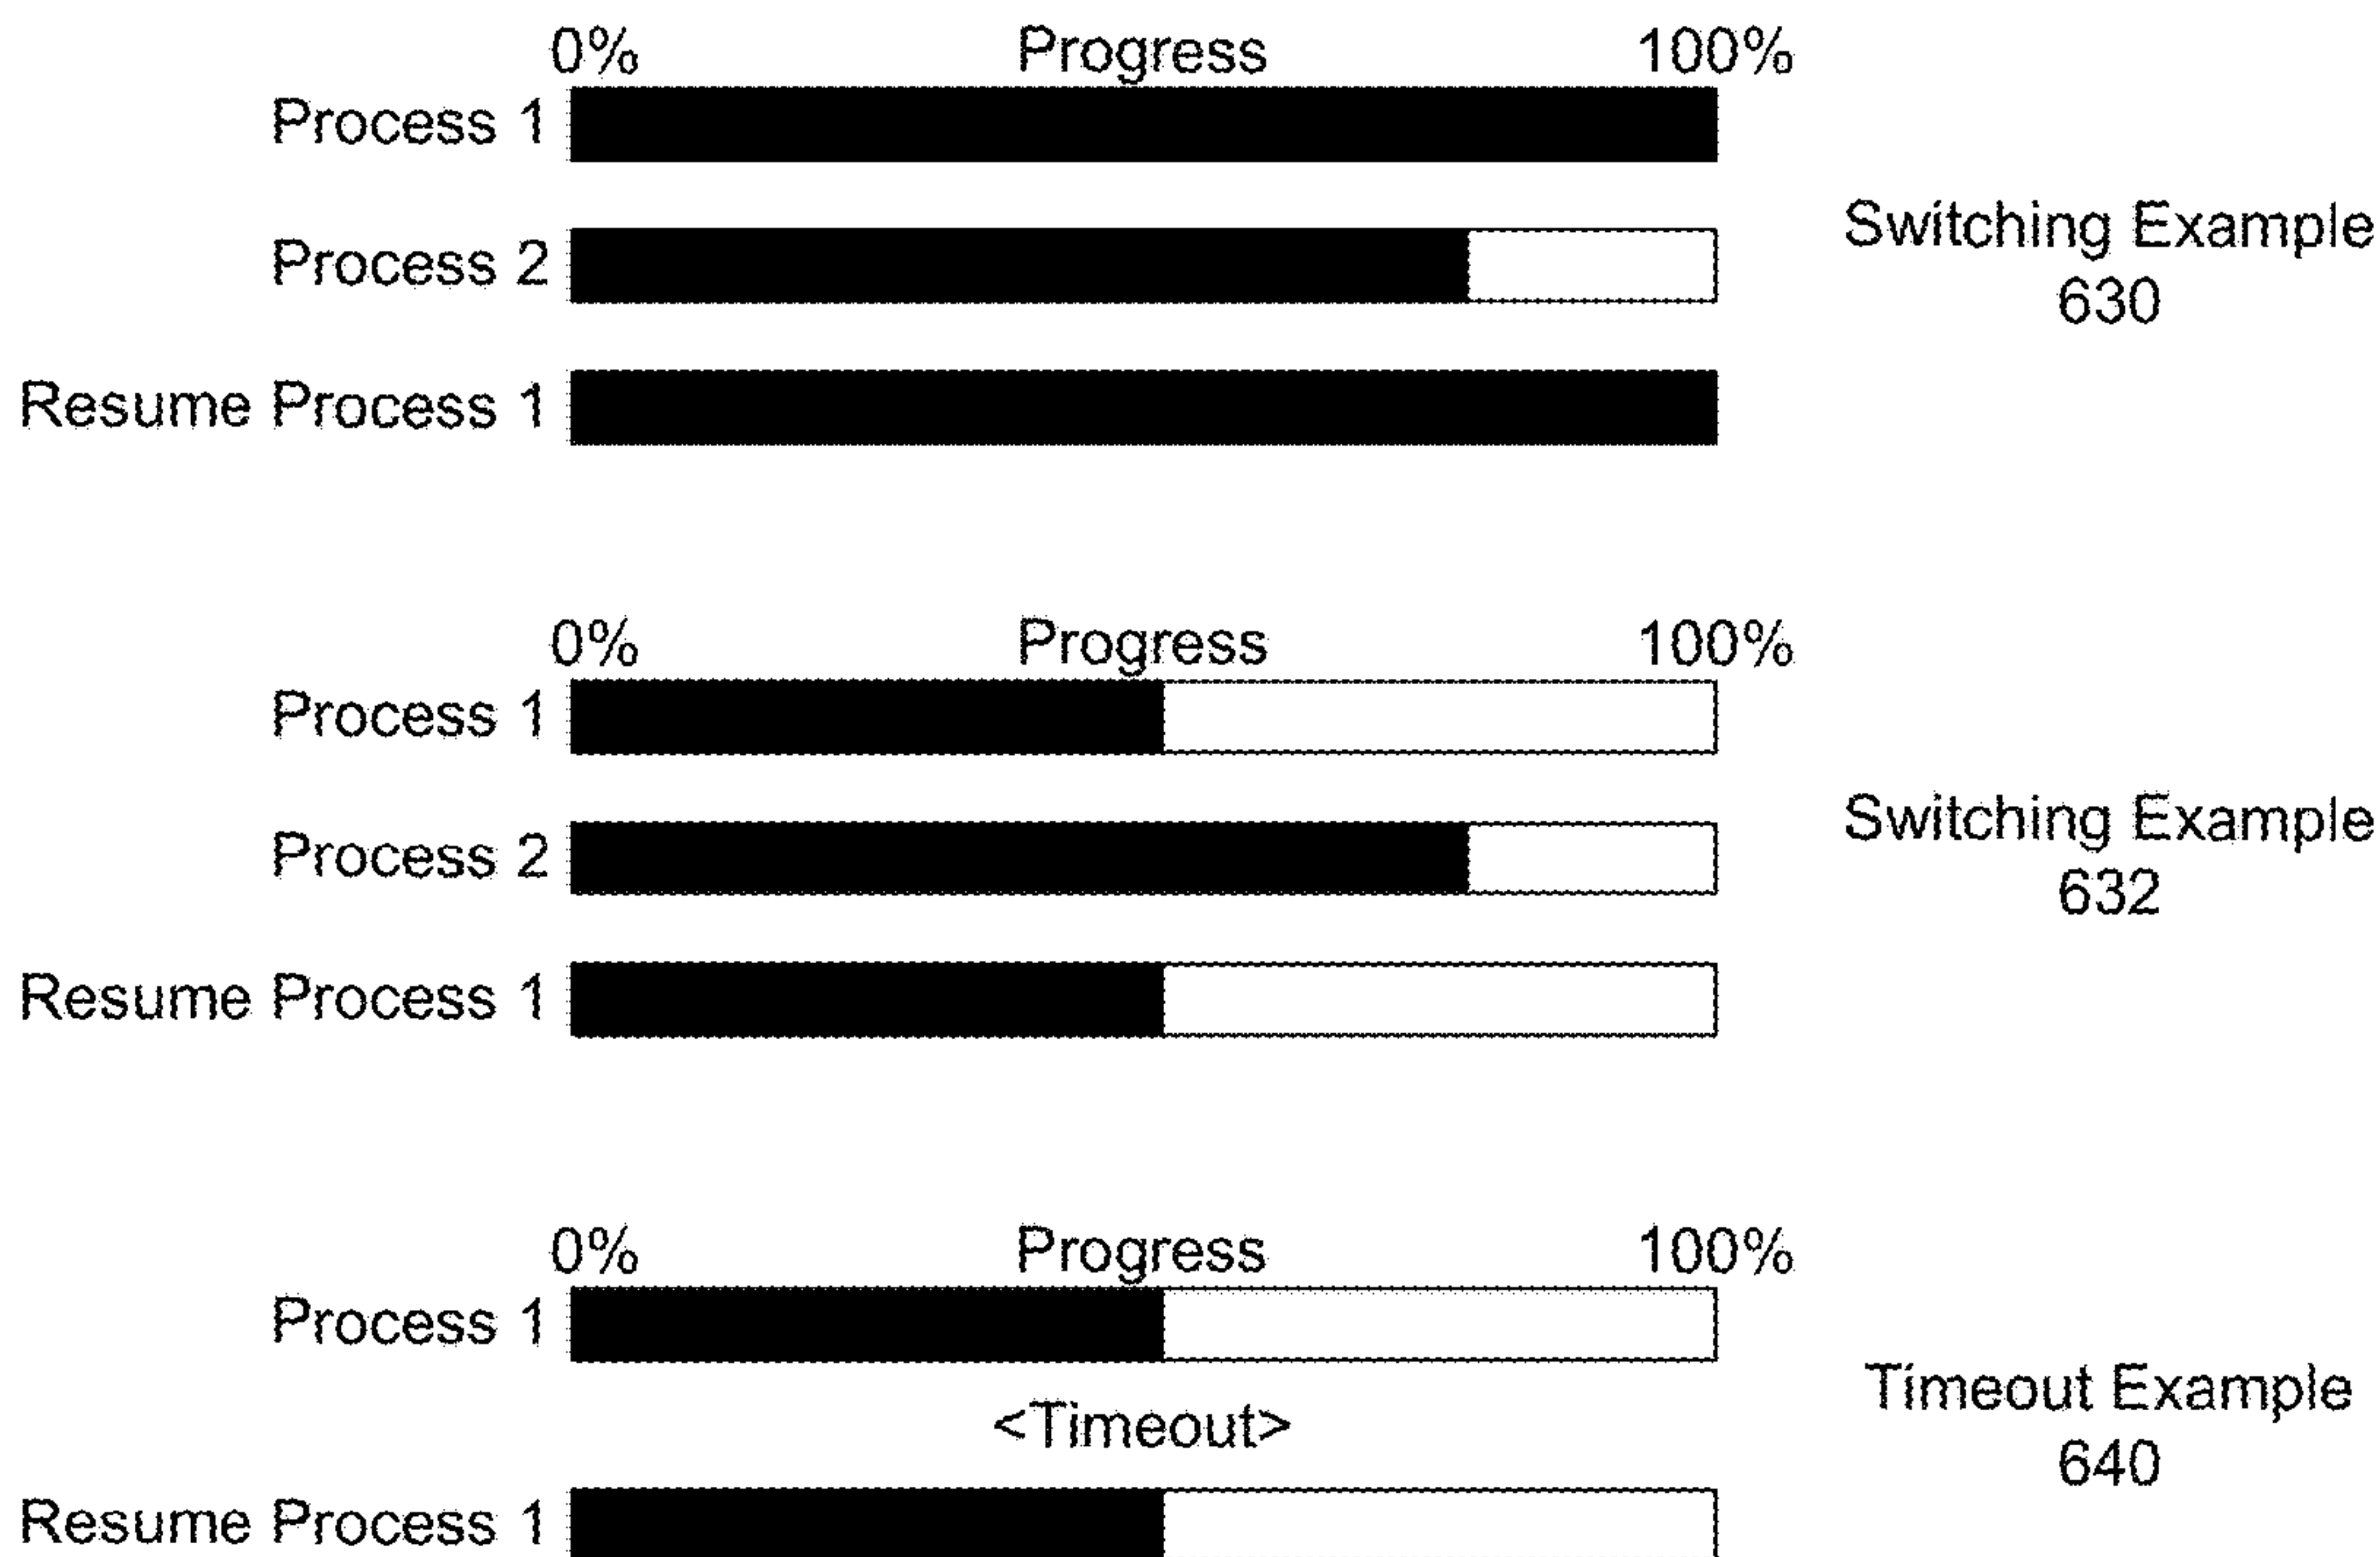 0% Progress 100%
Process 1
Process 2
Resume Process 1
Switching Example
630
0% Progress 100%
Process 1
Process 2
Resume Process 1
Switching Example
632
0% Progress 100%
Process 1
<Timeout>
Resume Process 1
Timeout Example
640